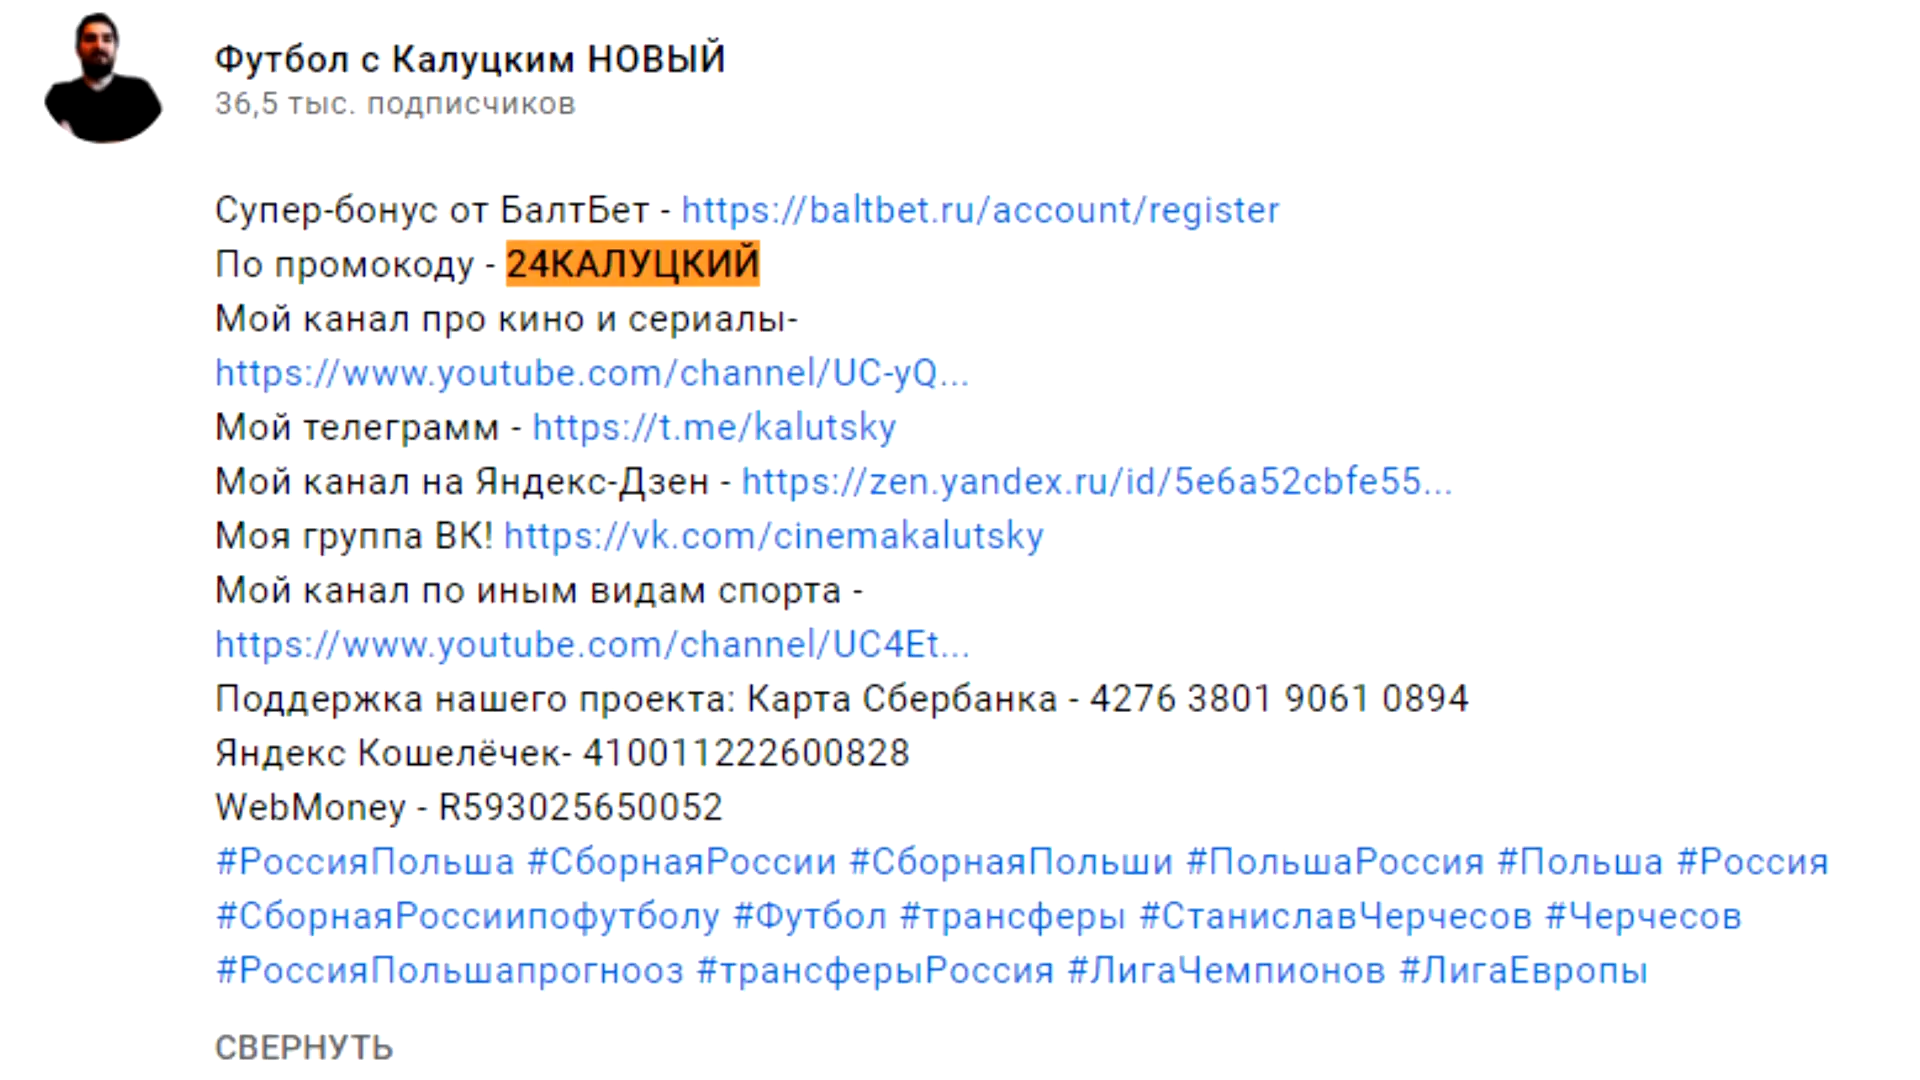 Футбол с Калуцким НОВЫЙ
36,5 тыс. подписчиков
Супер-бонус от БалтБет - https://baltbet.ru/account/register
По промокоду - 24КАЛУЦКИЙ
Мой канал про кино и сериалы-
https://www.youtube.com/channel/UC-yQ...
Мой телеграмм - https://t.me/kalutsky
Мой канал на Яндекс-Дзен - https://zen.yandex.ru/id/5e6a52cbfe55...
Моя группа ВК! https://vk.com/cinemakalutsky
Мой канал по иным видам спорта -
https://www.youtube.com/channel/UC4Et...
Поддержка нашего проекта: Карта Сбербанка - 4276 3801 9061 0894
Яндекс Кошелёчек- 410011222600828
WebMoney - R593025650052
#РоссияПольша #СборнаяРоссии #СборнаяПольши #ПольшаРоссия #Польша #Россия
#СборнаяРоссиипофутболу #Футбол #трансферы #СтаниславЧерчесов #Черчесов
#РоссияПольшапрогнооз #трансферыРоссия #ЛигаЧемпионов #ЛигаЕвропы
СВЕРНУТЬ